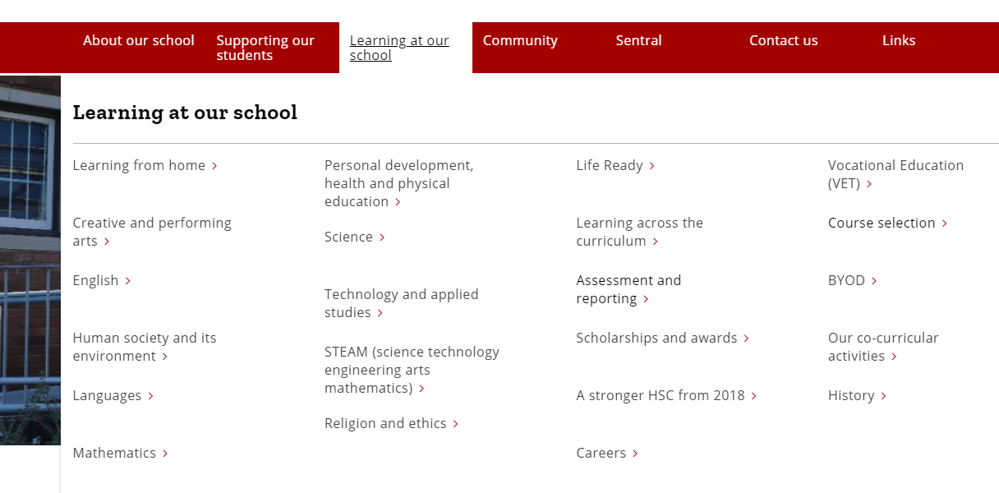 About our school
Supporting our
students
Learning at our
school
Community
Sentral
Contact us
Links
Learning at our school
Learning from home
Creative and performing
arts
English
Human society and its
environment
Languages
Mathematics
Personal development,
health and physical
education
Science
Technology and applied
studies
STEAM (science technology
engineering arts
mathematics)
Religion and ethics
Life Ready
Learning across the
curriculum
Assessment and
reporting
Scholarships and awards
A stronger HSC from 2018
Careers
Vocational Education
(VET)
Course selection
BYOD
Our co-curricular
activities
History